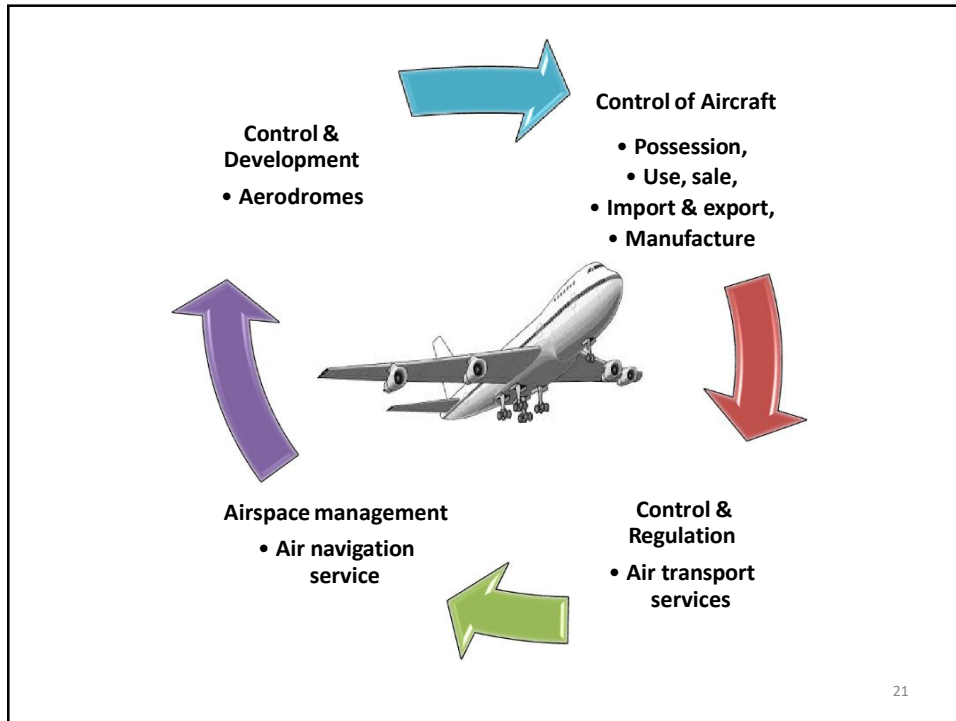 Control &
Development
• Aerodromes
Control of Aircraft
• Possession,
• Use, sale,
• Import & export,
• Manufacture
Control &
Regulation
• Air transport
services
Airspace management
• Air navigation
service
21